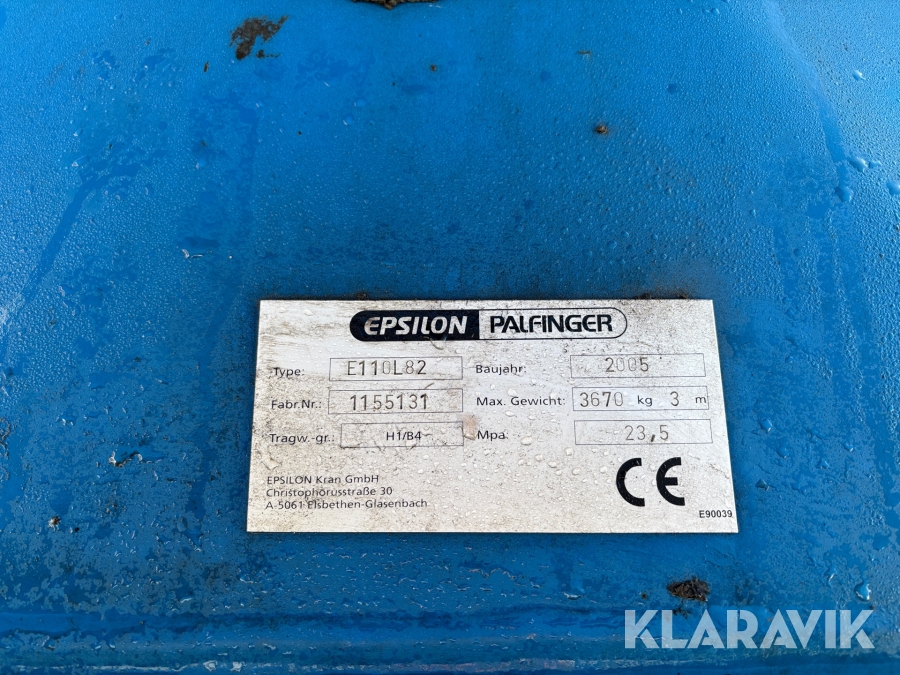 EPSILON PALFINGER
Type: E110L82 Baujahr: 2005
Fabr.Nr.: 1155131 Max. Gewicht: 3670 kg 3 m
Tragw.-gr.: H1/B4 Mpa: 23,5
EPSILON Kran GmbH
Christophorusstraße 30
A-5061 Elsbethen-Glasenbach
CE
E90039
KLARAVIK